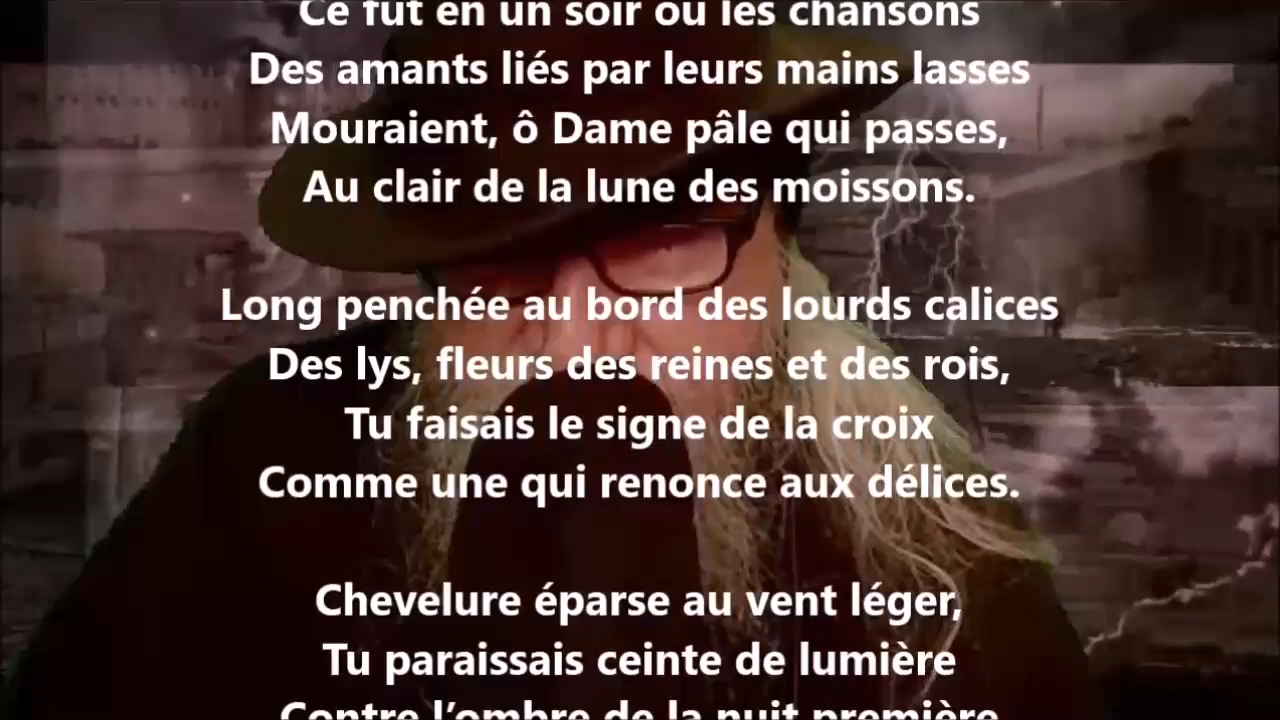 Ce fut en un soir où les chansons
Des amants liés par leurs mains lasses
Mouraient, ô Dame pâle qui passes,
Au clair de la lune des moissons.
Long penchée au bord des lourds calices
Des lys, fleurs des reines et des rois,
Tu faisais le signe de la croix
Comme une qui renonce aux délices.
Chevelure éparse au vent léger,
Tu paraissais ceinte de lumière
Contre l’ombre de la nuit première